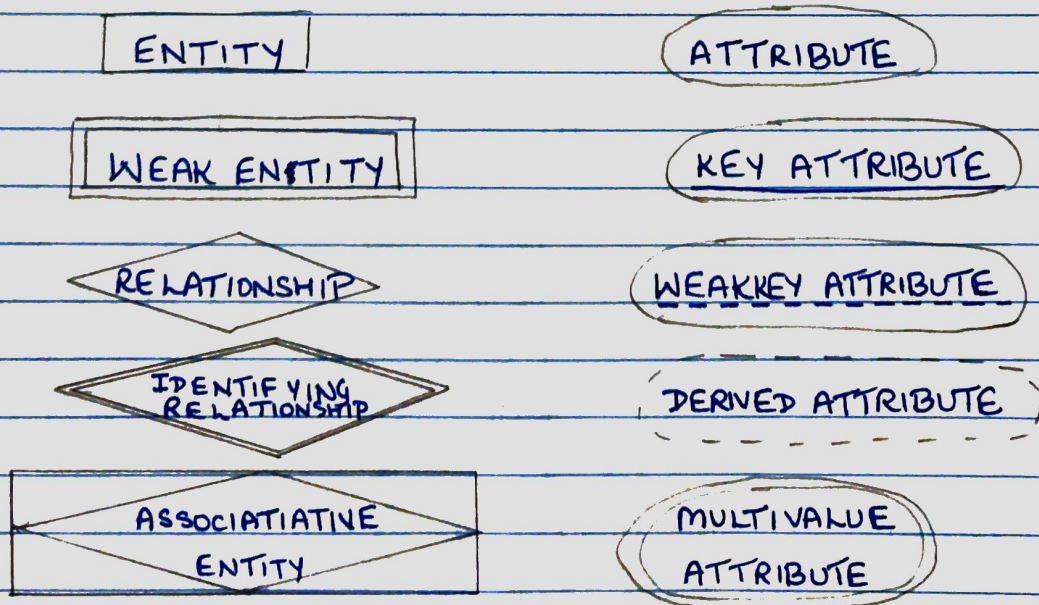 ENTITY
ATTRIBUTE
WEAK ENTITY
KEY ATTRIBUTE
RELATIONSHIP
WEAKKEY ATTRIBUTE
IDENTIFYING
RELATIONSHIP
DERIVED ATTRIBUTE
ASSOCIATIATIVE
ENTITY
MULTIVALUE
ATTRIBUTE